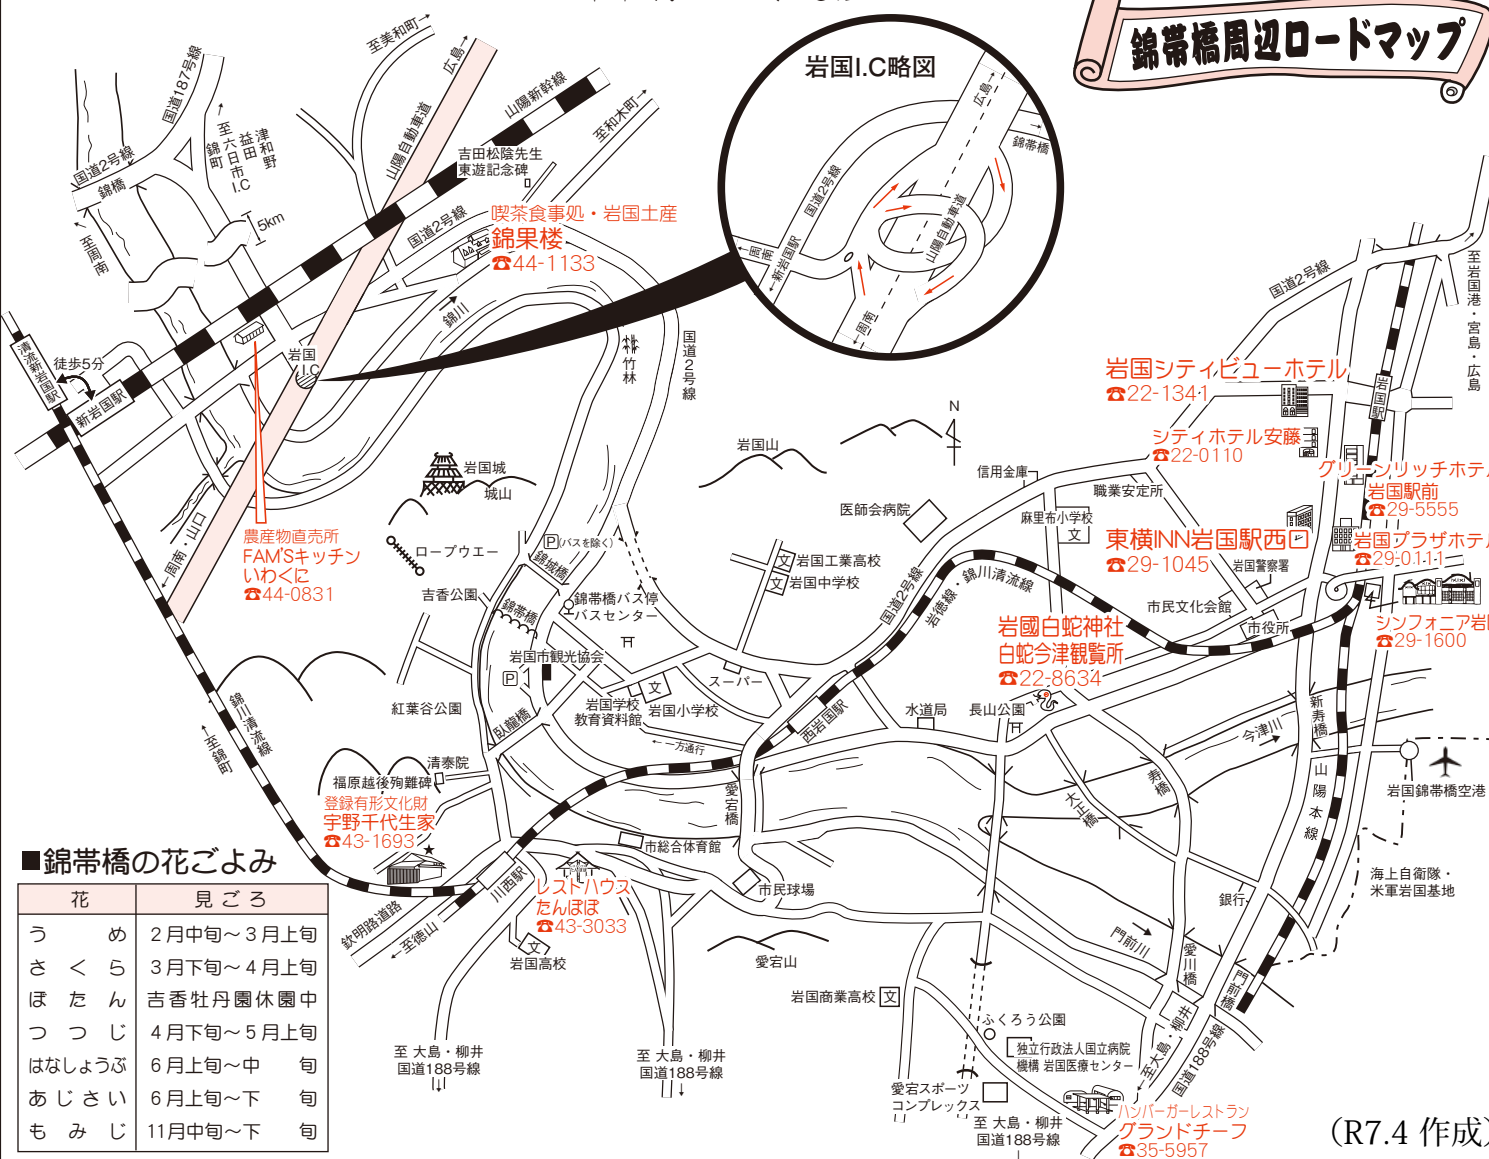 錦帯橋周辺ロードマップ
岩国I.C略図
広島
錦帯橋
国道2号線
山陽自動車道
周南
新岩国駅
周南
至美和町
広島
国道187号線
至六日市I.C
錦町
益田
津和野
国道2号線
錦橋
至周南
5km
山陽自動車道
山陽新幹線
至和木町
吉田松陰先生
東遊記念碑
国道2号線
喫茶食事処・岩国土産
錦果楼
☎44-1133
錦川
国道2号線
竹林
岩国
I.C
清流新岩国駅
徒歩5分
新岩国駅
農産物直売所
FAM'Sキッチン
いわくに
☎44-0831
周南・山口
岩国城
城山
ロープウエー
岩国山
N
P(バスを除く)
錦城橋
吉香公園
錦帯橋
錦帯橋バス停
バスセンター
岩国市観光協会
P
紅葉谷公園
臥龍橋
岩国学校
教育資料館
文
岩国小学校
スーパー
一方通行
西岩国駅
医師会病院
文
岩国工業高校
文
岩国中学校
信用金庫
麻里布小学校
文
職業安定所
国道2号線
岩徳線・錦川清流線
国道2号線
至岩国港・宮島・広島
岩国シティビューホテル
☎22-1341
岩国駅
シティホテル安藤
☎22-0110
グリーンリッチホテル
岩国駅前
☎29-5555
東横INN岩国駅西口
☎29-1045
岩国プラザホテル
☎29-0111
岩国警察署
市民文化会館
市役所
シンフォニア岩国
☎29-1600
岩國白蛇神社
白蛇今津観覧所
☎22-8634
水道局
長山公園
今津川
新寿橋
寿橋
大正橋
山陽本線
岩国錦帯橋空港
海上自衛隊・
米軍岩国基地
錦川清流線
至錦町
清泰院
福原越後殉難碑
登録有形文化財
宇野千代生家
☎43-1693
愛宕橋
市総合体育館
市民球場
川西駅
レストハウス
たんぽぽ
☎43-3033
欽明路道路
至徳山
文
岩国高校
愛宕山
銀行
門前川
愛川橋
門前橋
岩国商業高校
文
ふくろう公園
独立行政法人国立病院
機構 岩国医療センター
至大島・柳井
国道188号線
至 大島・柳井
国道188号線
至 大島・柳井
国道188号線
愛宕スポーツ
コンプレックス
至 大島・柳井
国道188号線
ハンバーガーレストラン
グランドチーフ
☎35-5957
■錦帯橋の花ごよみ
花 見ごろ
うめ 2月中旬～3月上旬
さくら 3月下旬～4月上旬
ぼたん 吉香牡丹園休園中
つつじ 4月下旬～5月上旬
はなしょうぶ 6月上旬～中旬
あじさい 6月上旬～下旬
もみじ 11月中旬～下旬
（R7.4 作成）